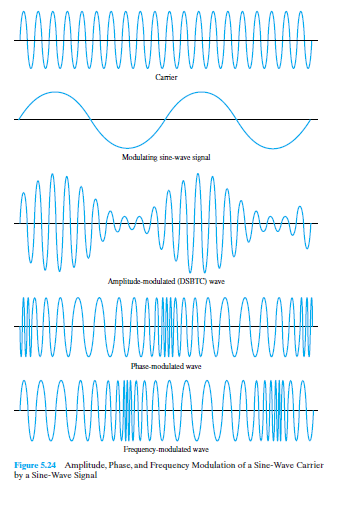 Carrier
Modulating sine-wave signal
Amplitude-modulated (DSBTC) wave
Phase-modulated wave
Frequency-modulated wave
Figure 5.24 Amplitude, Phase, and Frequency Modulation of a Sine-Wave Carrier
by a Sine-Wave Signal